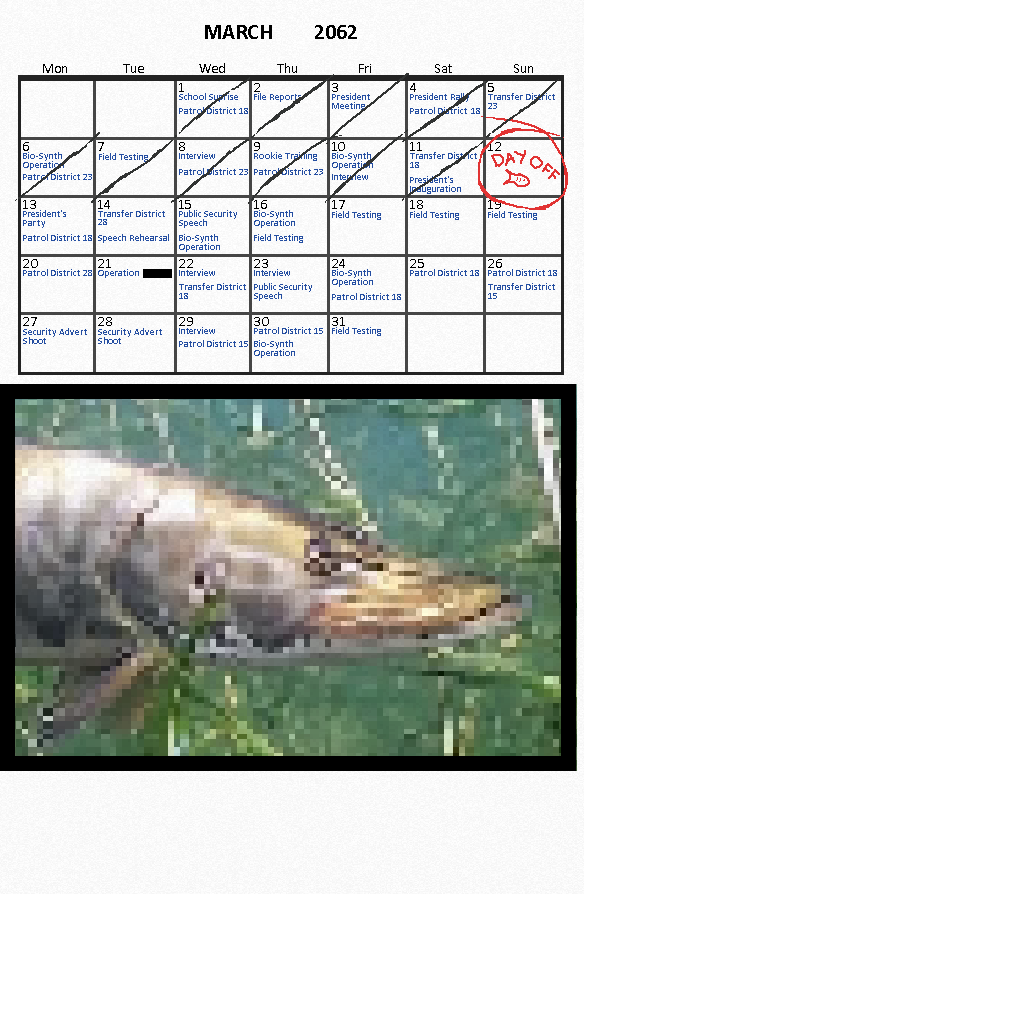 MARCH 2062
Mon Tue Wed Thu Fri Sat Sun
1 2 3 4 5
School Surprise
Patrol District 18
File Reports
President
Meeting
President Rally
Patrol District 18
Transfer District
23
6 7 8 9 10 11 12
Bio-Synth
Operation
Patrol District 23
Field Testing
Interview
Patrol District 23
Rookie Training
Patrol District 23
Bio-Synth
Operation
Interview
Transfer District
18
President's
Inauguration
DAY OFF
13 14 15 16 17 18 19
President's
Party
Patrol District 18
Transfer District
28
Speech Rehearsal
Public Security
Speech
Bio-Synth
Operation
Bio-Synth
Operation
Field Testing
Field Testing
Field Testing
Field Testing
20 21 22 23 24 25 26
Patrol District 28
Operation
Interview
Transfer District
18
Interview
Public Security
Speech
Bio-Synth
Operation
Patrol District 18
Patrol District 18
Patrol District 18
Transfer District
15
27 28 29 30 31
Security Advert
Shoot
Security Advert
Shoot
Interview
Patrol District 15
Patrol District 15
Bio-Synth
Operation
Field Testing